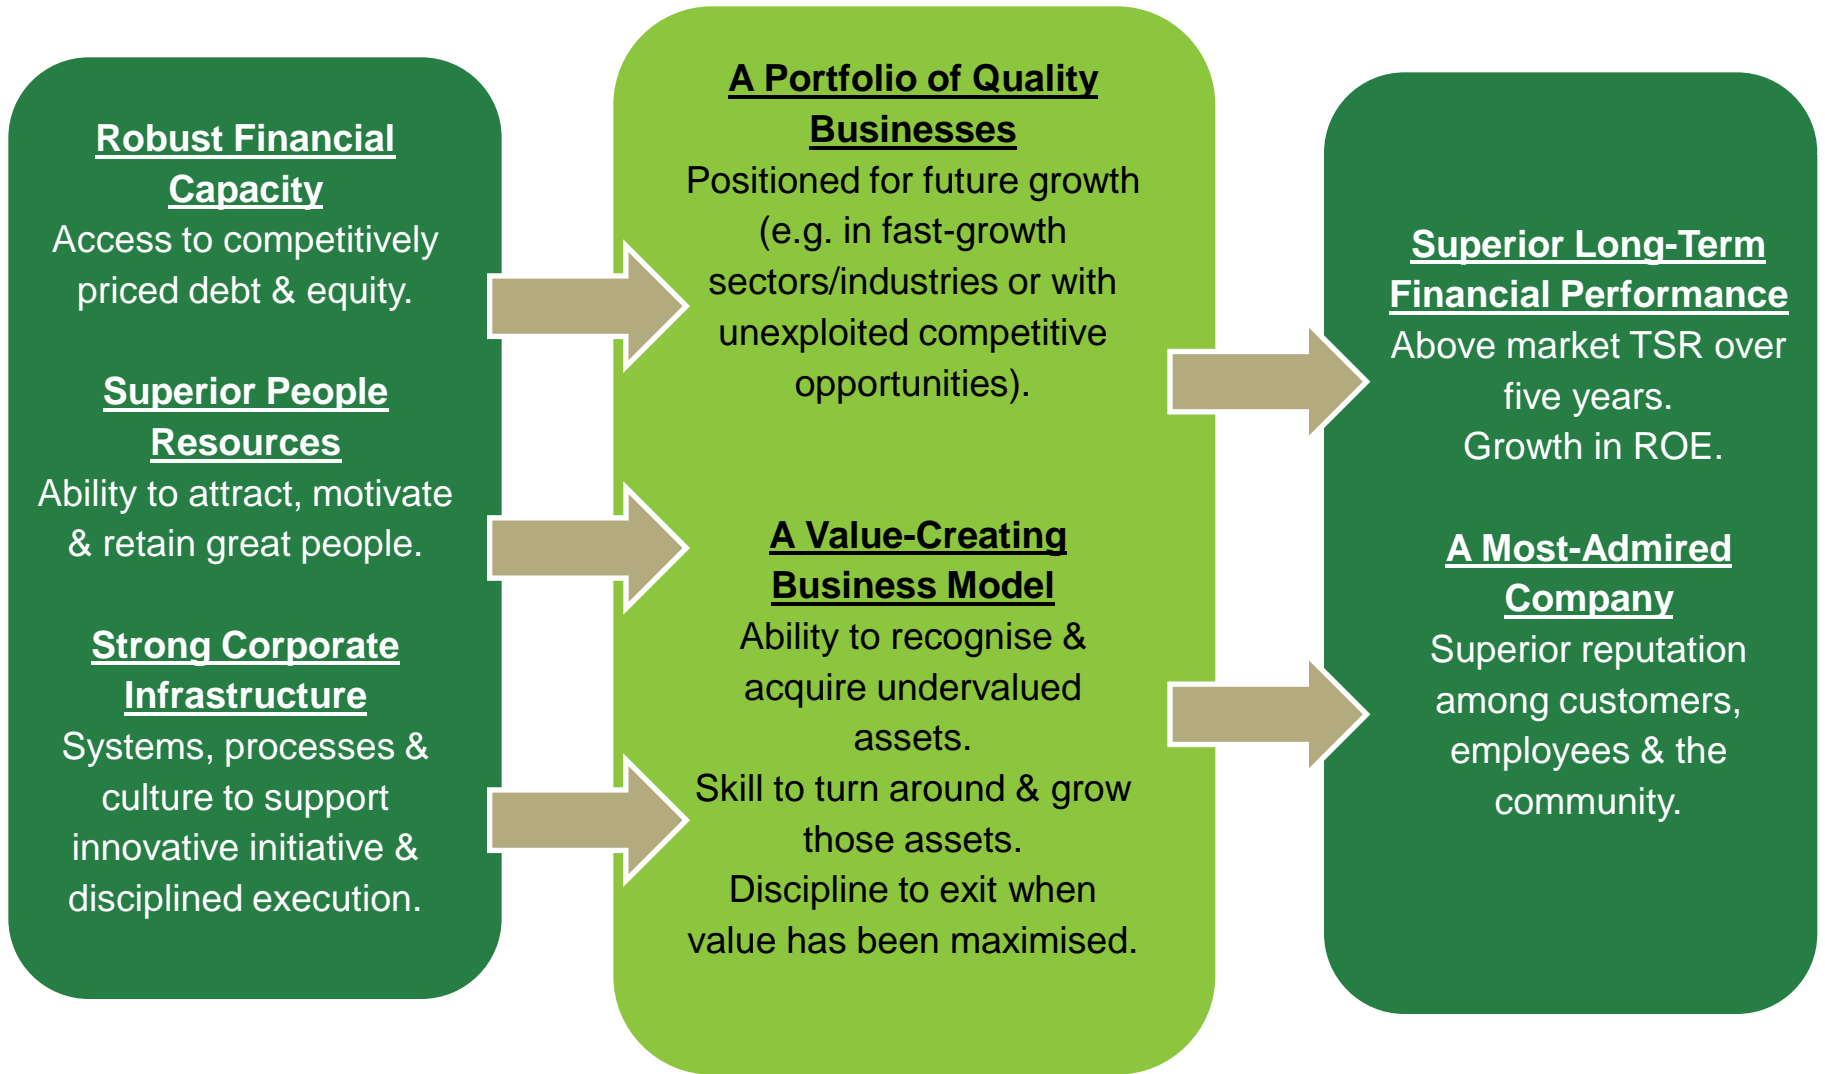 Robust Financial
Capacity
Access to competitively
priced debt & equity.
Superior People
Resources
Ability to attract, motivate
& retain great people.
Strong Corporate
Infrastructure
Systems, processes &
culture to support
innovative initiative &
disciplined execution.
A Portfolio of Quality
Businesses
Positioned for future growth
(e.g. in fast-growth
sectors/industries or with
unexploited competitive
opportunities).
A Value-Creating
Business Model
Ability to recognise &
acquire undervalued
assets.
Skill to turn around & grow
those assets.
Discipline to exit when
value has been maximised.
Superior Long-Term
Financial Performance
Above market TSR over
five years.
Growth in ROE.
A Most-Admired
Company
Superior reputation
among customers,
employees & the
community.